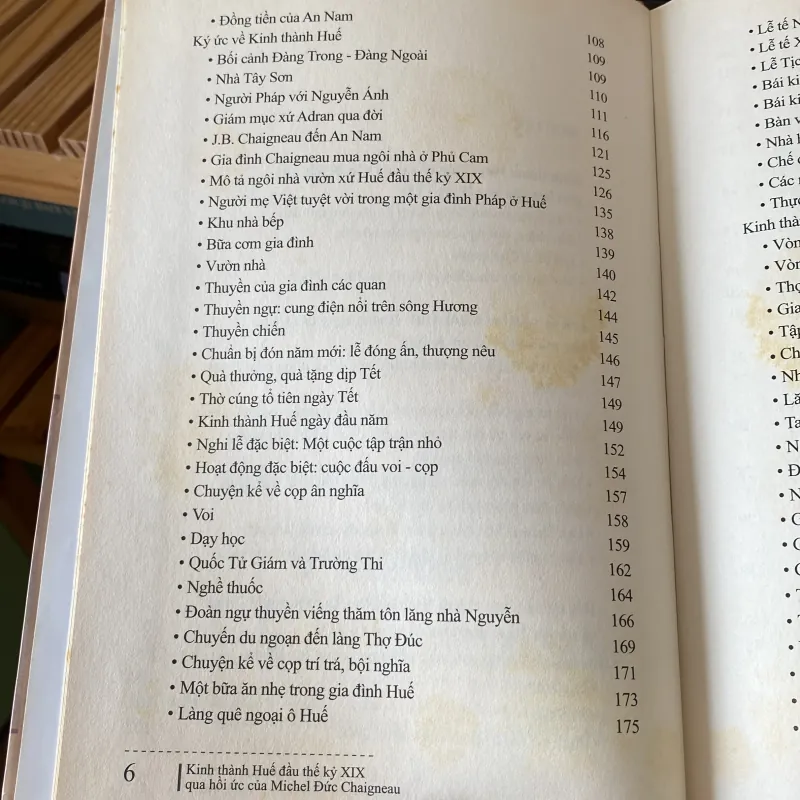 • Đồng tiền của An Nam 108
Ký ức về Kinh thành Huế 109
• Bối cảnh Đàng Trong - Đàng Ngoài 109
• Nhà Tây Sơn 110
• Người Pháp với Nguyễn Ánh 111
• Giám mục xứ Adran qua đời 116
• J.B. Chaigneau đến An Nam 121
• Gia đình Chaigneau mua ngôi nhà ở Phủ Cam 125
• Mô tả ngôi nhà vườn xứ Huế đầu thế kỷ XIX 126
• Người mẹ Việt tuyệt vời trong một gia đình Pháp ở Huế 135
• Khu nhà bếp 138
• Bữa cơm gia đình 139
• Vườn nhà 140
• Thuyền của gia đình các quan 142
• Thuyền ngự: cung điện nổi trên sông Hương 144
• Thuyền chiến 145
• Chuẩn bị đón năm mới: lễ đóng ấn, thượng nêu 146
• Quà thưởng, quà tặng dịp Tết 147
• Thờ cúng tổ tiên ngày Tết 149
• Kinh thành Huế ngày đầu năm 149
• Nghi lễ đặc biệt: Một cuộc tập trận nhỏ 152
• Hoạt động đặc biệt: cuộc đấu voi - cọp 154
• Chuyện kể về cọp ân nghĩa 157
• Voi 158
• Dạy học 159
• Quốc Tử Giám và Trường Thi 162
• Nghề thuốc 164
• Đoàn ngự thuyền viếng thăm tôn lăng nhà Nguyễn 166
• Chuyến du ngoạn đến làng Thợ Đúc 169
• Chuyện kể về cọp trí trá, bội nghĩa 171
• Một bữa ăn nhẹ trong gia đình Huế 173
• Làng quê ngoại ô Huế 175
6
Kinh thành Huế đầu thế kỷ XIX
qua hồi ức của Michel Đức Chaigneau
• Lễ tế
• Lễ tế
• Lễ
• Bái
• Bái
• Bàn
• Nhà
• Chế
• Các
Kinh